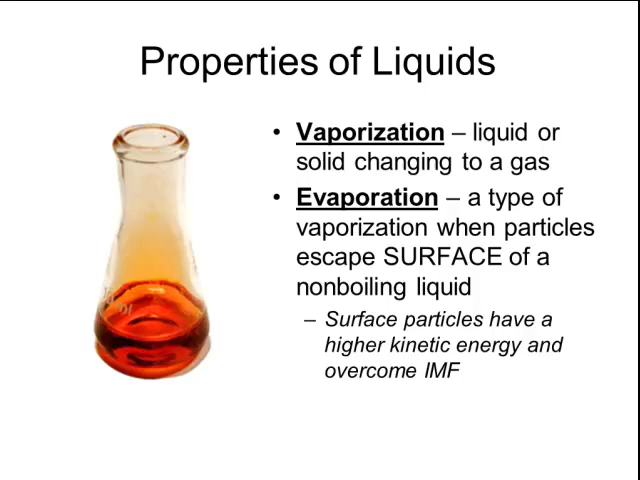 Properties of Liquids
• Vaporization – liquid or
solid changing to a gas
• Evaporation – a type of
vaporization when particles
escape SURFACE of a
nonboiling liquid
– Surface particles have a
higher kinetic energy and
overcome IMF